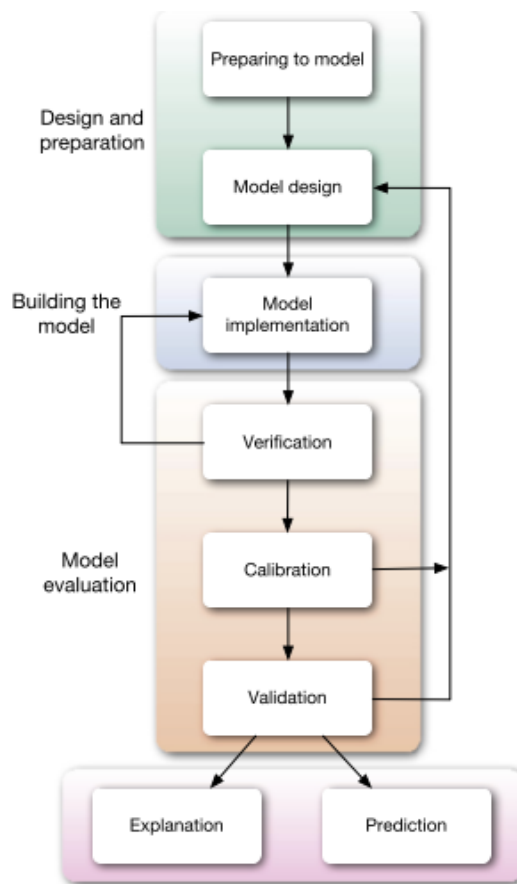 Preparing to model
Design and
preparation
Model design
Building the
model
Model
implementation
Verification
Model
evaluation
Calibration
Validation
Explanation
Prediction